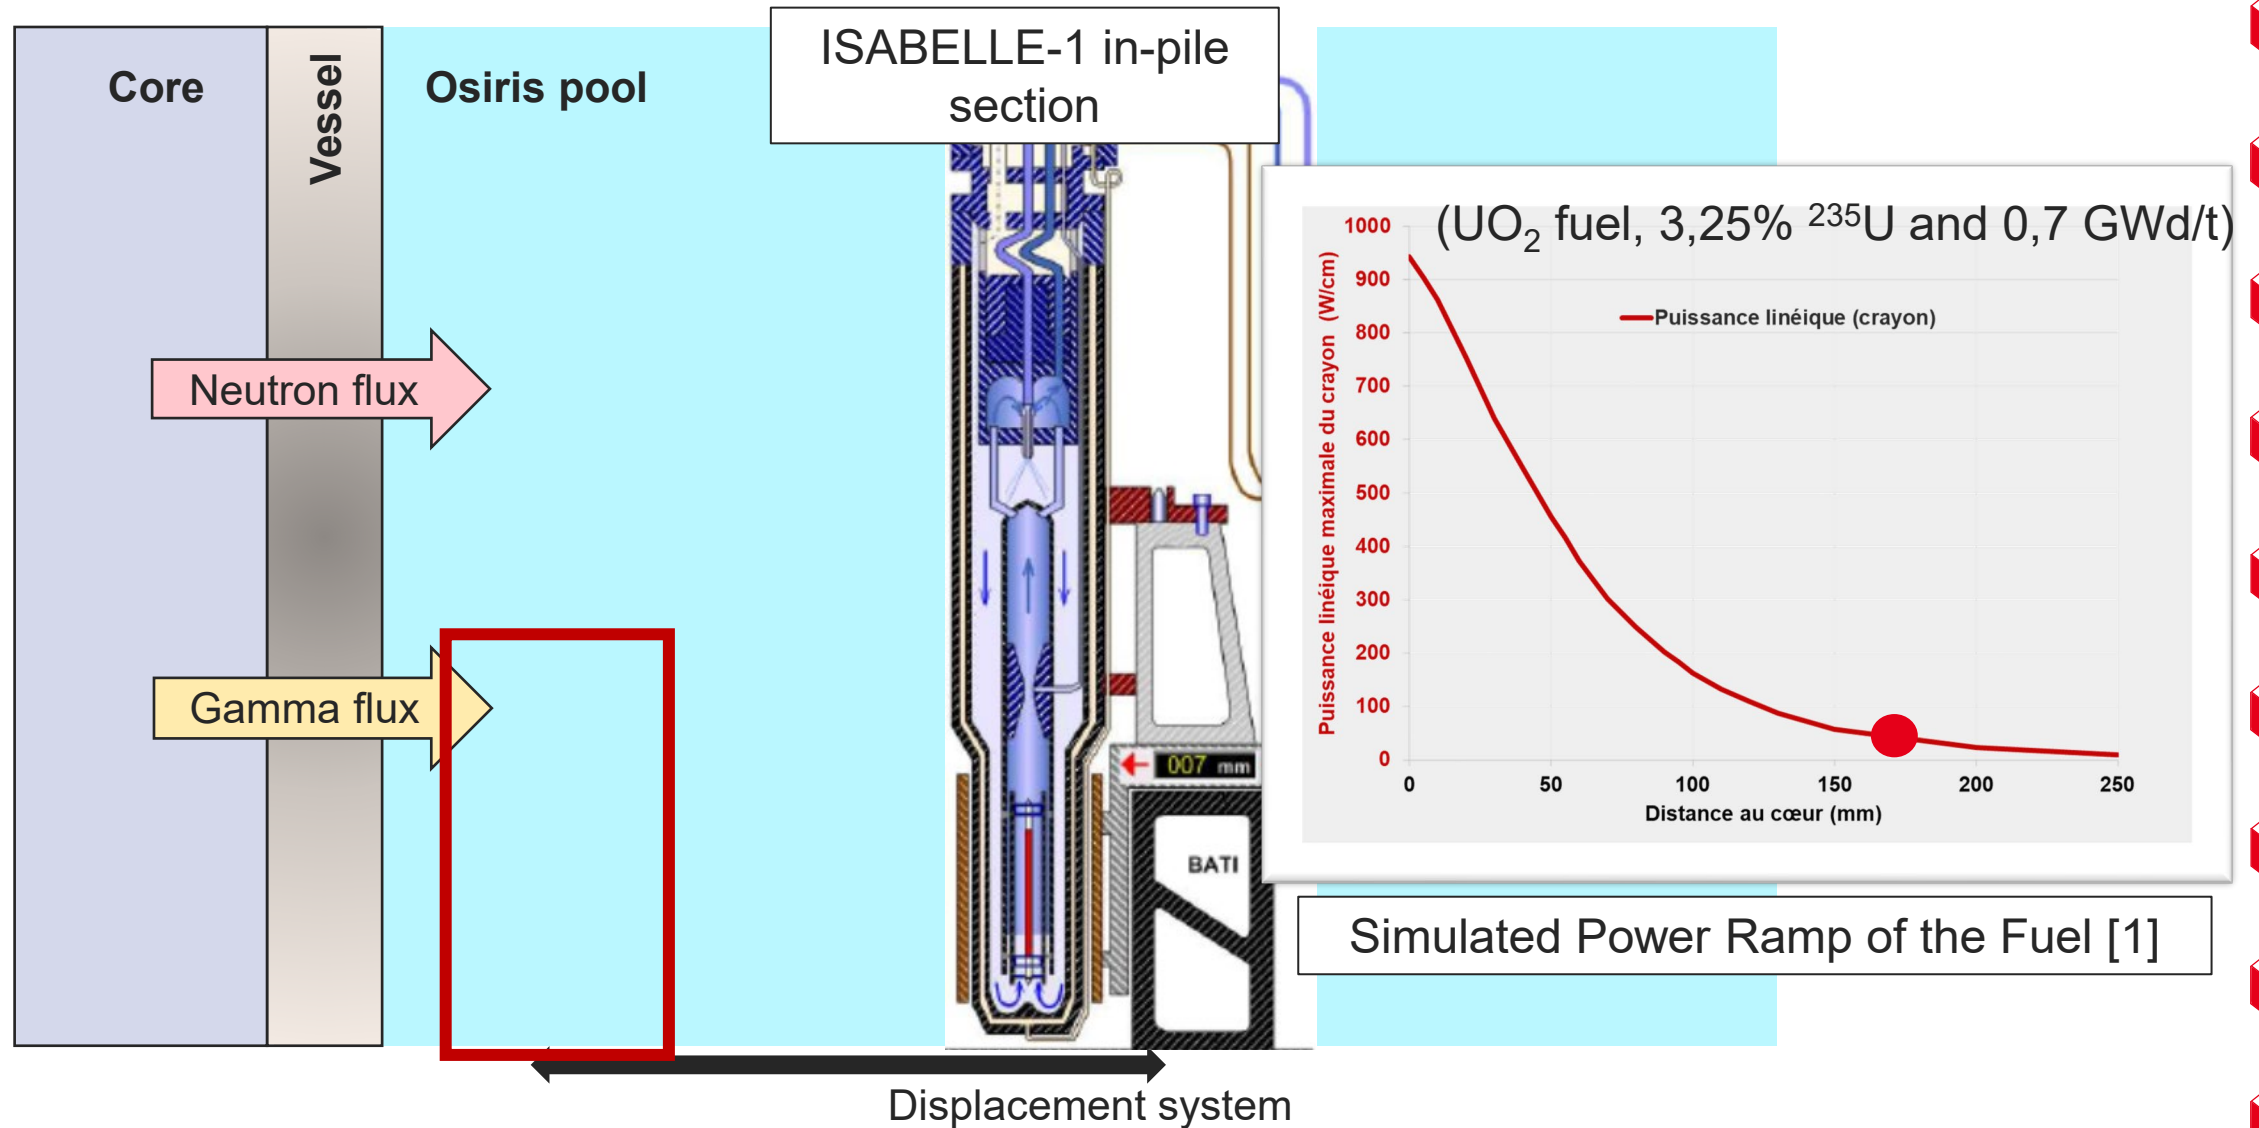 Core
Vessel
Osiris pool
ISABELLE-1 in-pile
section
Neutron flux
Gamma flux
007 mm
BATI
Displacement system
(UO₂ fuel, 3,25% ²³⁵U and 0,7 GWd/t)
Puissance linéique (crayon)
Puissance linéique maximale du crayon (W/cm)
1000
900
800
700
600
500
400
300
200
100
0
0 50 100 150 200 250
Distance au cœur (mm)
Simulated Power Ramp of the Fuel [1]